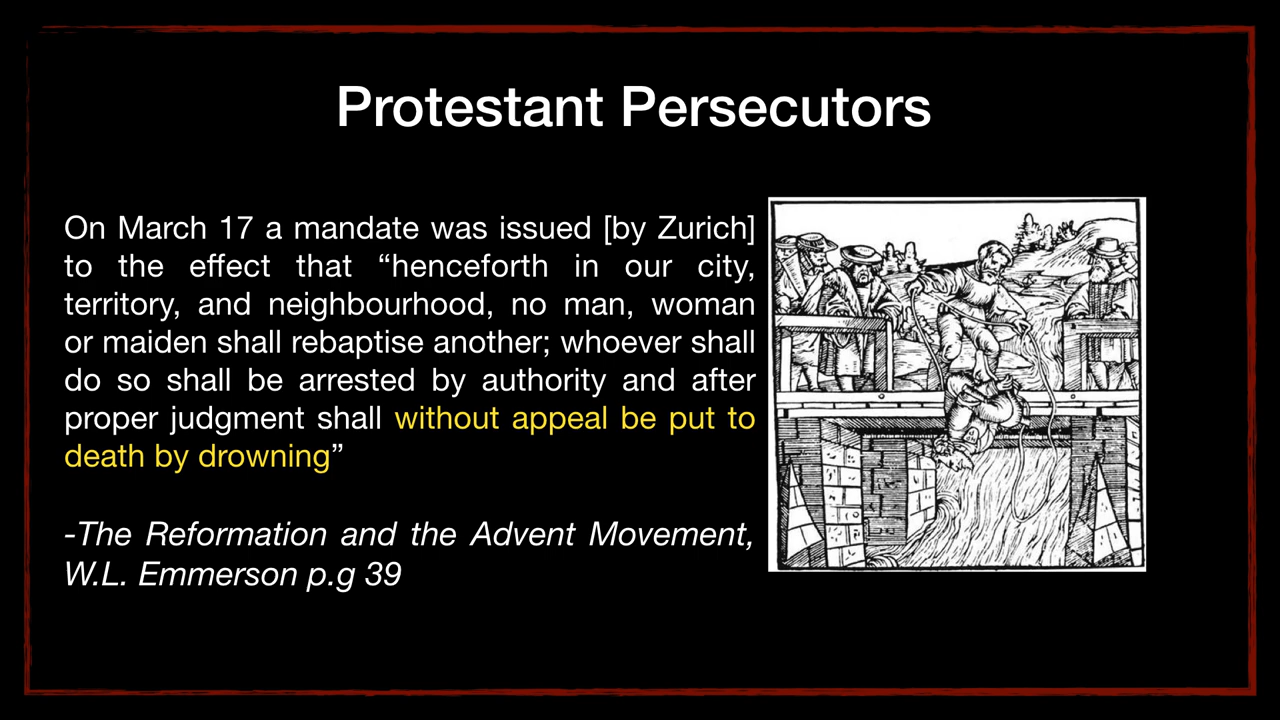 Protestant Persecutors
On March 17 a mandate was issued [by Zurich]
to the effect that “henceforth in our city,
territory, and neighbourhood, no man, woman
or maiden shall rebaptise another; whoever shall
do so shall be arrested by authority and after
proper judgment shall without appeal be put to
death by drowning”
-The Reformation and the Advent Movement,
W.L. Emmerson p.g 39